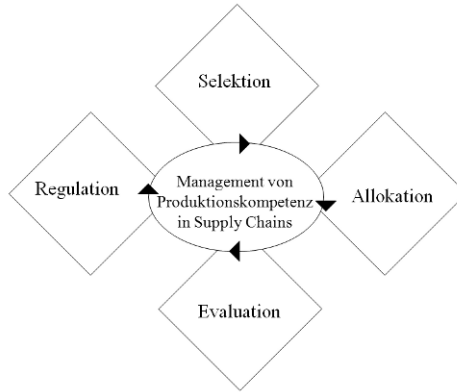 Selektion
Regulation
Management von
Produktionskompetenz
in Supply Chains
Allokation
Evaluation